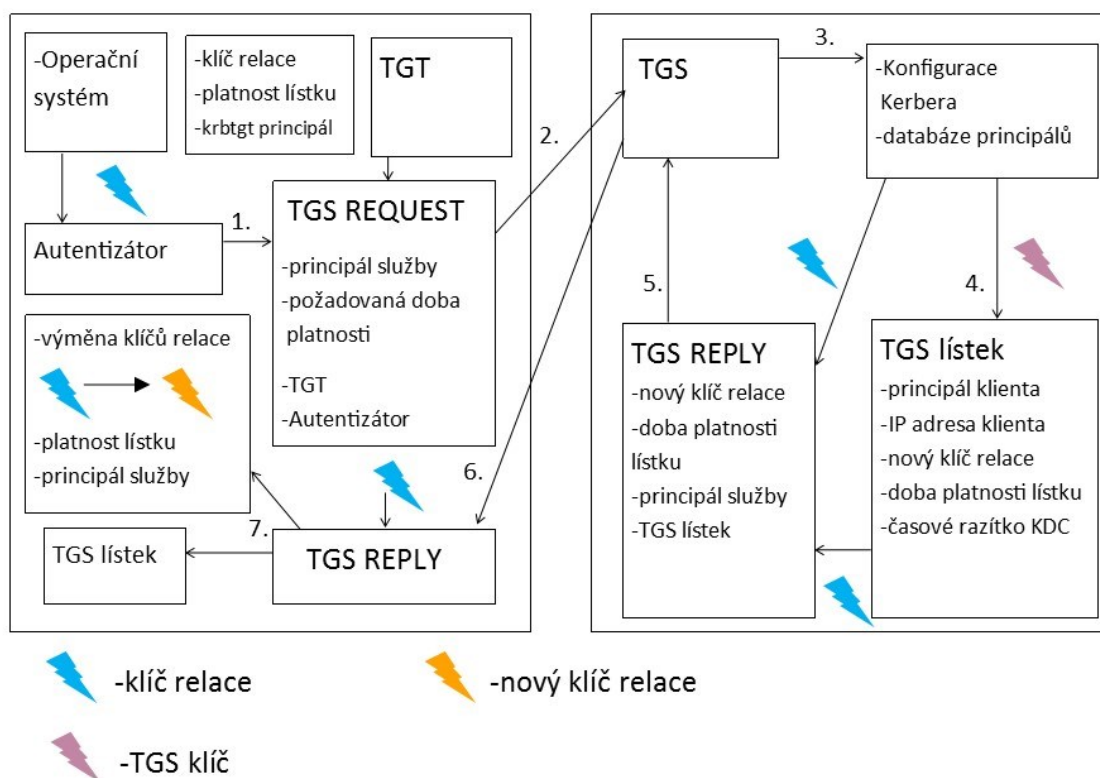 -Operační
systém
-klíč relace
-platnost lístku
-krbtgt principál
TGT
Autentizátor
1.
TGS REQUEST
-principál služby
-požadovaná doba
platnosti
-TGT
-Autentizátor
2.
-výměna klíčů relace
-platnost lístku
-principál služby
TGS lístek
7.
TGS REPLY
6.
TGS
3.
-Konfigurace
Kerbera
-databáze principálů
5.
4.
TGS REPLY
-nový klíč relace
-doba platnosti
lístku
-principál služby
-TGS lístek
TGS lístek
-principál klienta
-IP adresa klienta
-nový klíč relace
-doba platnosti lístku
-časové razítko KDC
-klíč relace
-nový klíč relace
-TGS klíč